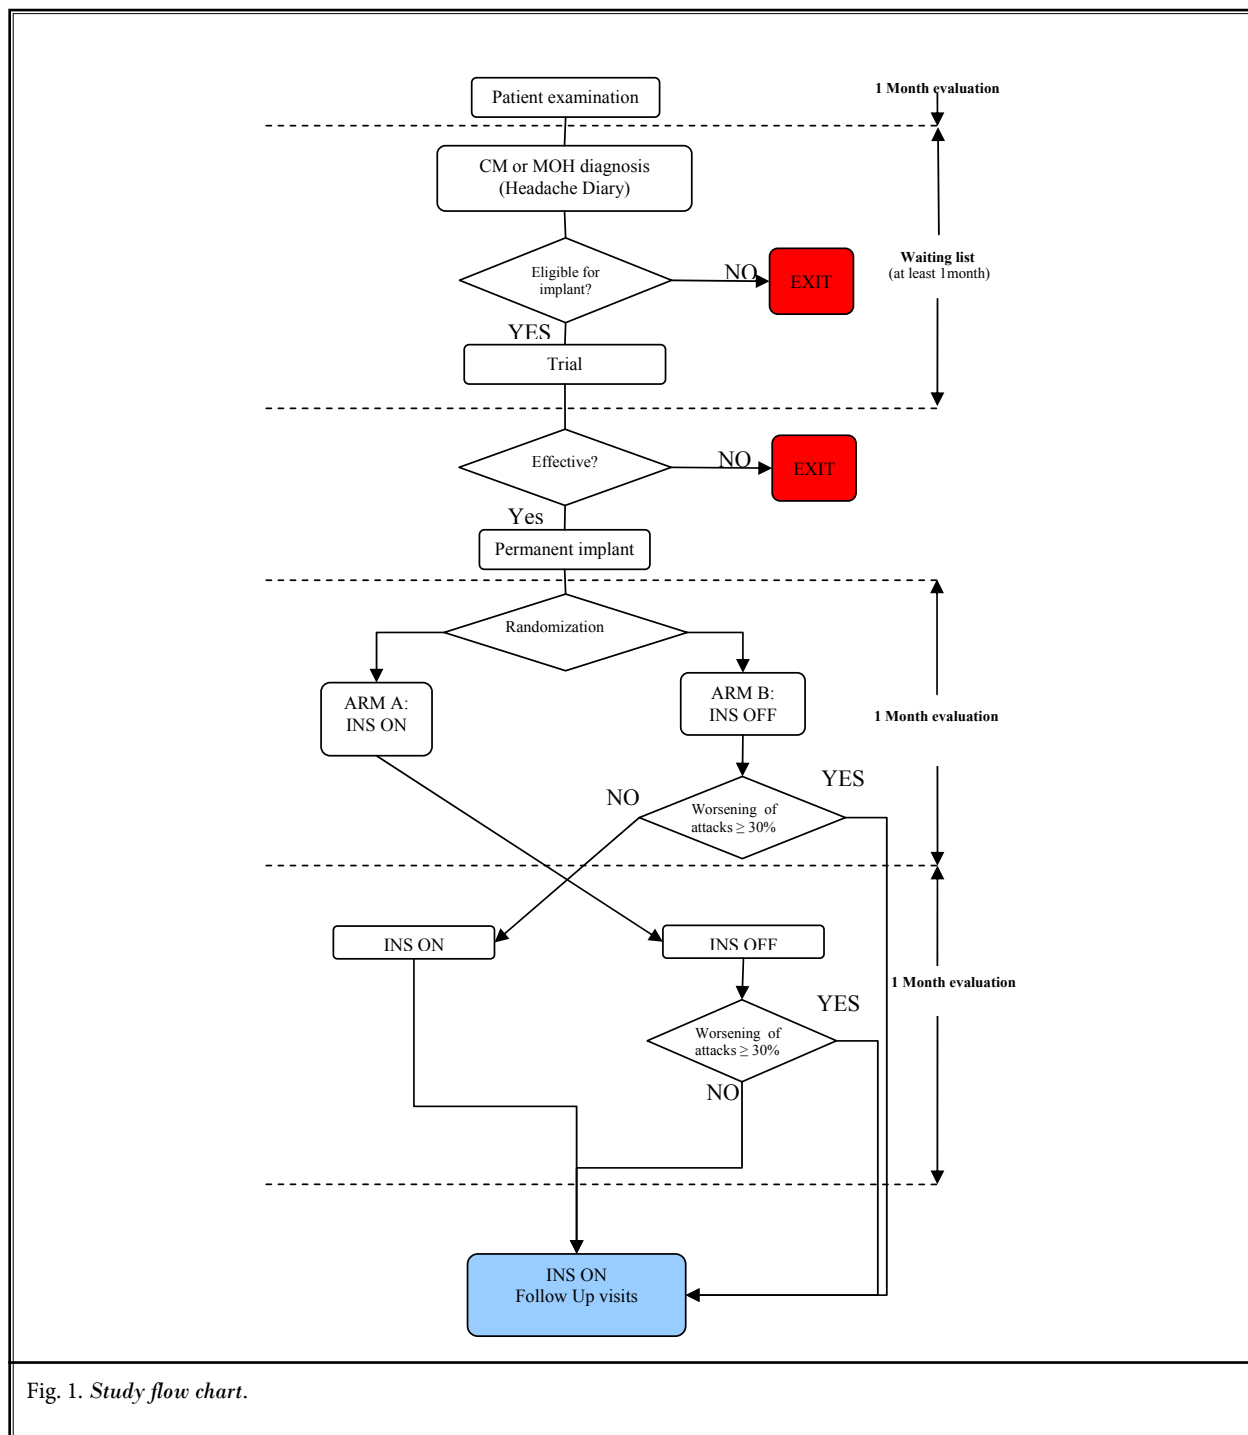 Patient examination
1 Month evaluation
CM or MOH diagnosis
(Headache Diary)
Eligible for
implant?
NO
EXIT
Waiting list
(at least 1month)
YES
Trial
Effective?
NO
EXIT
Yes
Permanent implant
Randomization
ARM A:
INS ON
ARM B:
INS OFF
1 Month evaluation
NO
YES
Worsening of
attacks ≥ 30%
INS ON
INS OFF
1 Month evaluation
YES
Worsening of
attacks ≥ 30%
NO
INS ON
Follow Up visits
Fig. 1. Study flow chart.